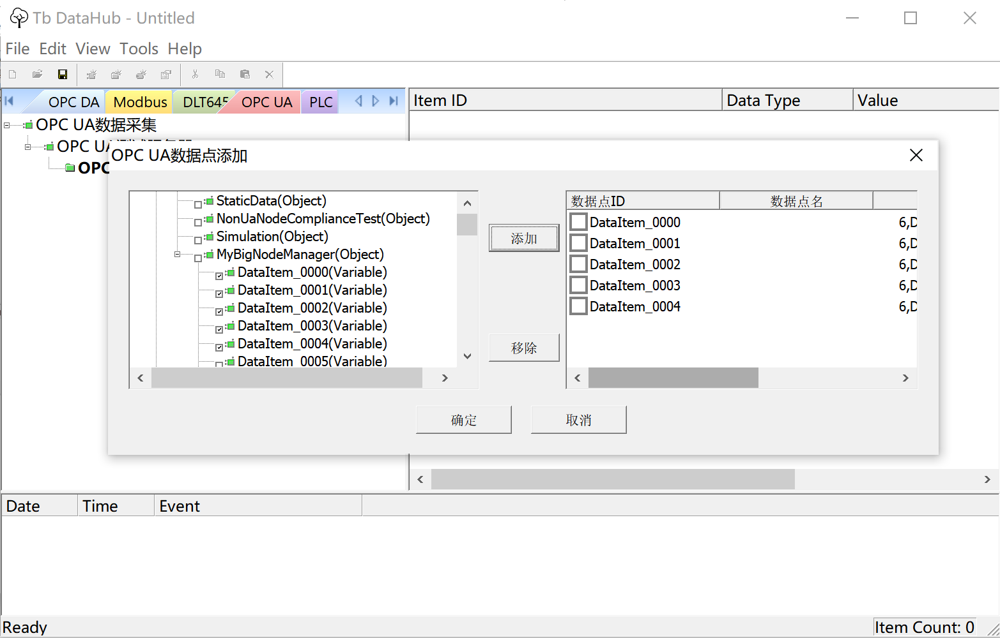 Tb DataHub - Untitled
File Edit View Tools Help
OPC DA Modbus DLT645 OPC UA PLC
Item ID Data Type Value
OPC UA数据采集
OPC UA
OPC
OPC UA数据点添加
StaticData(Object)
NonUaNodeComplianceTest(Object)
Simulation(Object)
MyBigNodeManager(Object)
DataItem_0000(Variable)
DataItem_0001(Variable)
DataItem_0002(Variable)
DataItem_0003(Variable)
DataItem_0004(Variable)
DataItem_0005(Variable)
添加
移除
数据点ID 数据点名
DataItem_0000 6,D
DataItem_0001 6,D
DataItem_0002 6,D
DataItem_0003 6,D
DataItem_0004 6,D
确定 取消
Date Time Event
Ready Item Count: 0